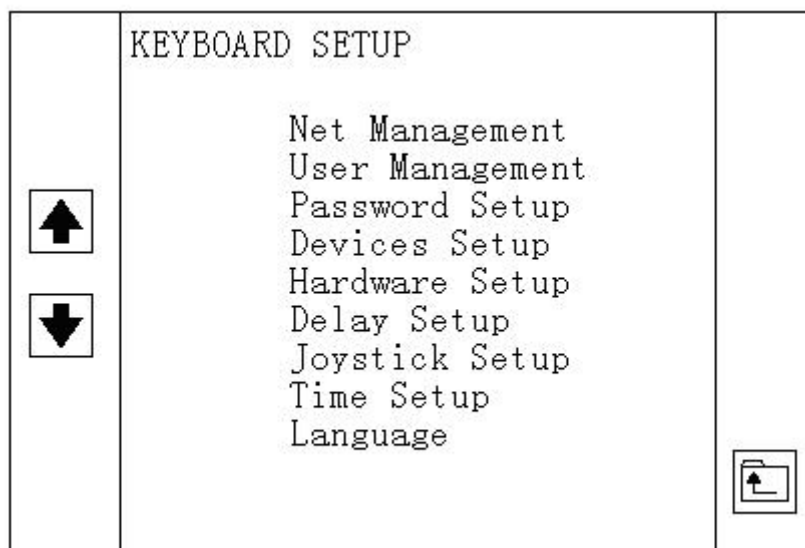 KEYBOARD SETUP
Net Management
User Management
Password Setup
Devices Setup
Hardware Setup
Delay Setup
Joystick Setup
Time Setup
Language